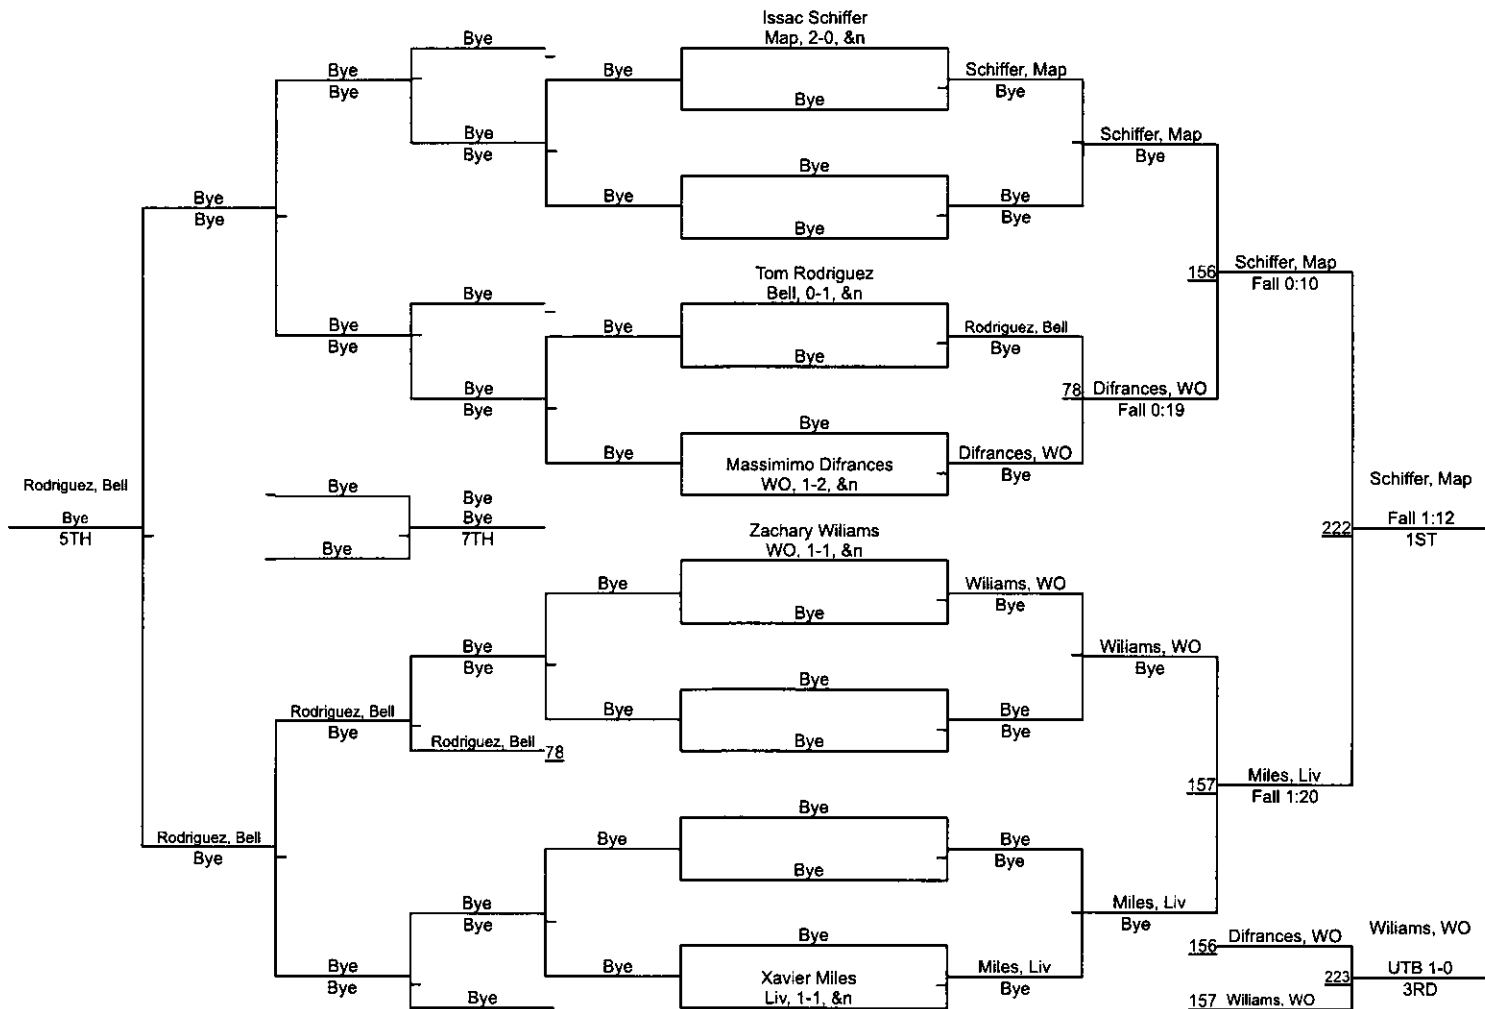 Issac Schiffer
Map, 2-0, &n
Bye
Bye
Bye
Bye
Bye
Bye
Bye
Bye
Bye
Bye
Bye
Bye
Schiffer, Map
Bye
Bye
Bye
Schiffer, Map
Bye
Bye
Bye
Tom Rodriguez
Bell, 0-1, &n
Bye
Bye
Bye
Bye
Bye
Bye
Bye
Bye
Bye
Massimimo Difrances
WO, 1-2, &n
Rodriguez, Bell
Bye
Difrances, WO
Bye
78
Difrances, WO
Fall 0:19
156
Schiffer, Map
Fall 0:10
Rodriguez, Bell
Bye
5TH
Bye
Bye
Bye
Bye
7TH
Schiffer, Map
222
Fall 1:12
1ST
Zachary Wiliams
WO, 1-1, &n
Bye
Bye
Bye
Bye
Bye
Bye
Bye
Wiliams, WO
Bye
Bye
Bye
Wiliams, WO
Bye
Rodriguez, Bell
Bye
Rodriguez, Bell
78
157
Miles, Liv
Fall 1:20
Rodriguez, Bell
Bye
Bye
Bye
Bye
Bye
Bye
Bye
Bye
Bye
Bye
Bye
Bye
Bye
Xavier Miles
Liv, 1-1, &n
Miles, Liv
Bye
Miles, Liv
Bye
156
Difrances, WO
157
Wiliams, WO
223
Wiliams, WO
UTB 1-0
3RD